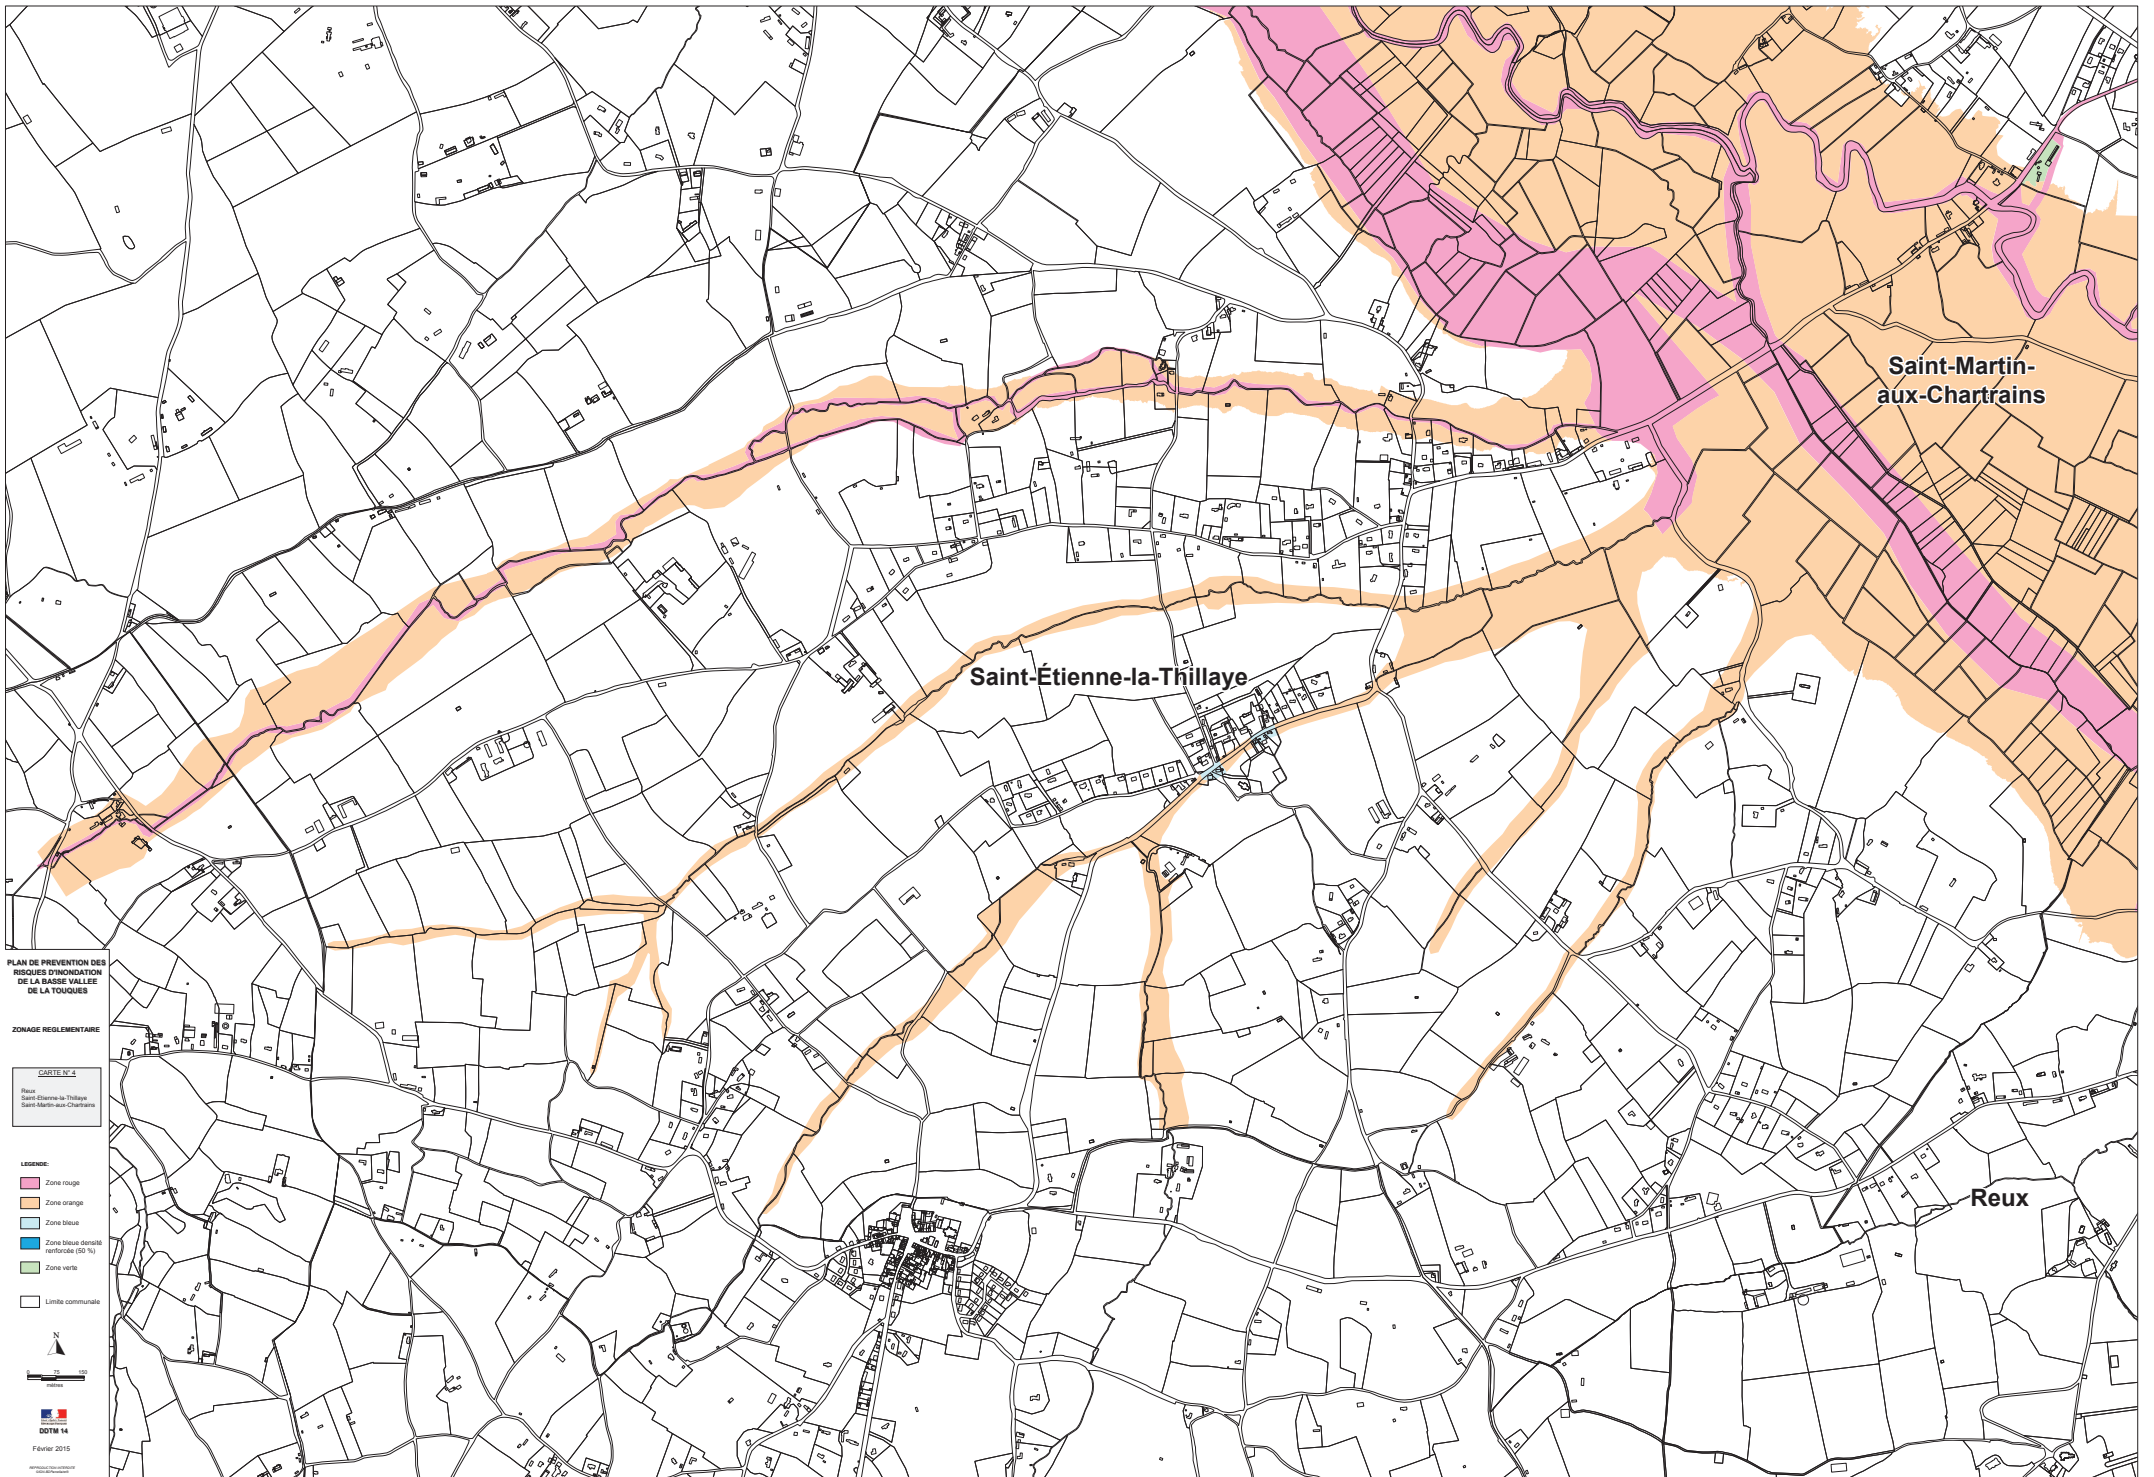 Saint-Martin-
aux-Chartrains
Saint-Étienne-la-Thillaye
Reux
PLAN DE PREVENTION DES
RISQUES D'INONDATION
DE LA BASSE VALLEE
DE LA TOUQUES
ZONAGE REGLEMENTAIRE
CARTE N° 4
Reux
Saint-Etienne-la-Thillaye
Saint-Martin-aux-Chartrains
LEGENDE:
Zone rouge
Zone orange
Zone bleue
Zone bleue densité
renforcée (50 %)
Zone verte
Limite communale
N
0 75 150
mètres
DDTM 14
Février 2015
REPRODUCTION INTERDITE